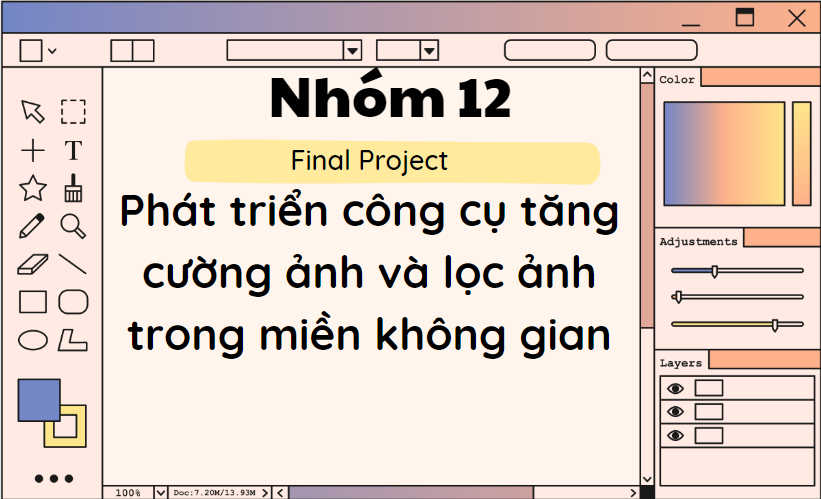 Nhóm 12
Final Project
Phát triển công cụ tăng
cường ảnh và lọc ảnh
trong miền không gian
Color
Adjustments
Layers
T
100%
Doc:7.20M/13.93M